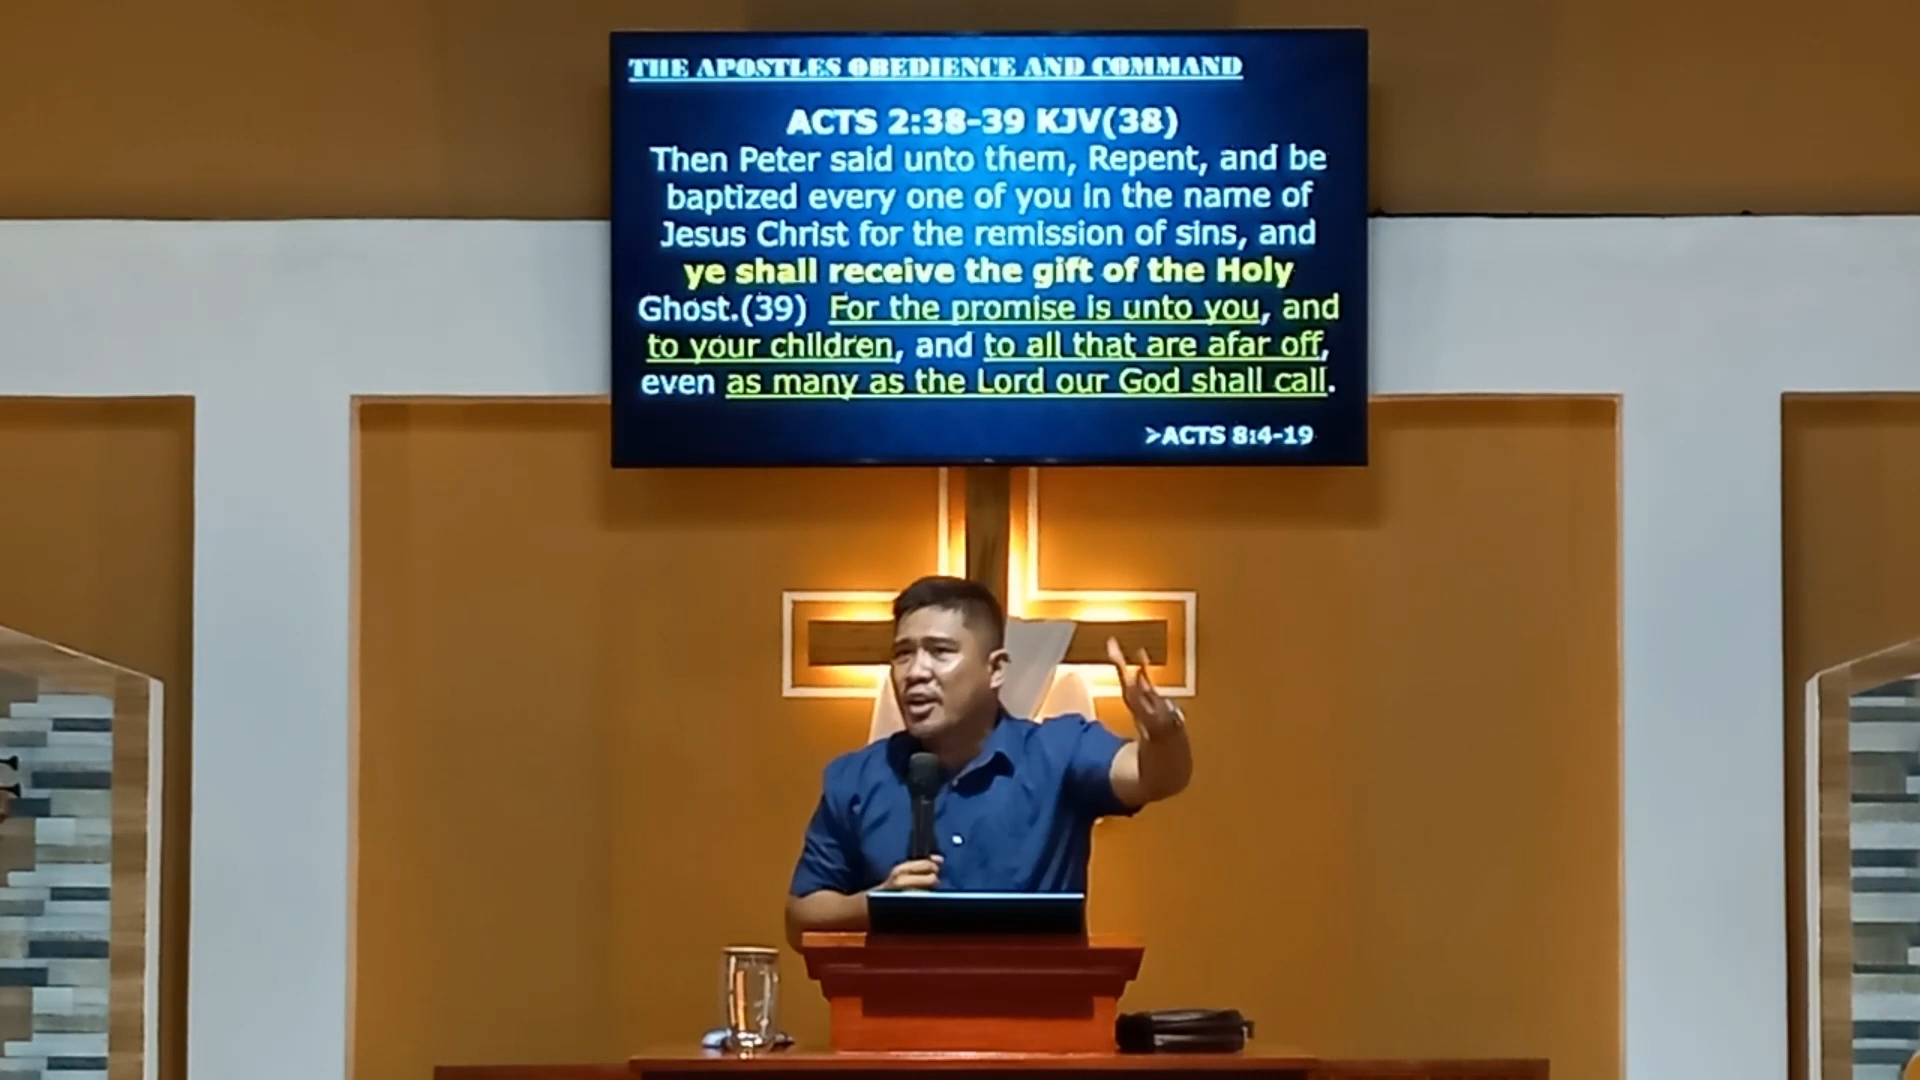 THE APOSTLES OBEDIENCE AND COMMAND
ACTS 2:38-39 KJV(38)
Then Peter said unto them, Repent, and be
baptized every one of you in the name of
Jesus Christ for the remission of sins, and
ye shall receive the gift of the Holy
Ghost.(39) For the promise is unto you, and
to your children, and to all that are afar off,
even as many as the Lord our God shall call.
>ACTS 8:4-19